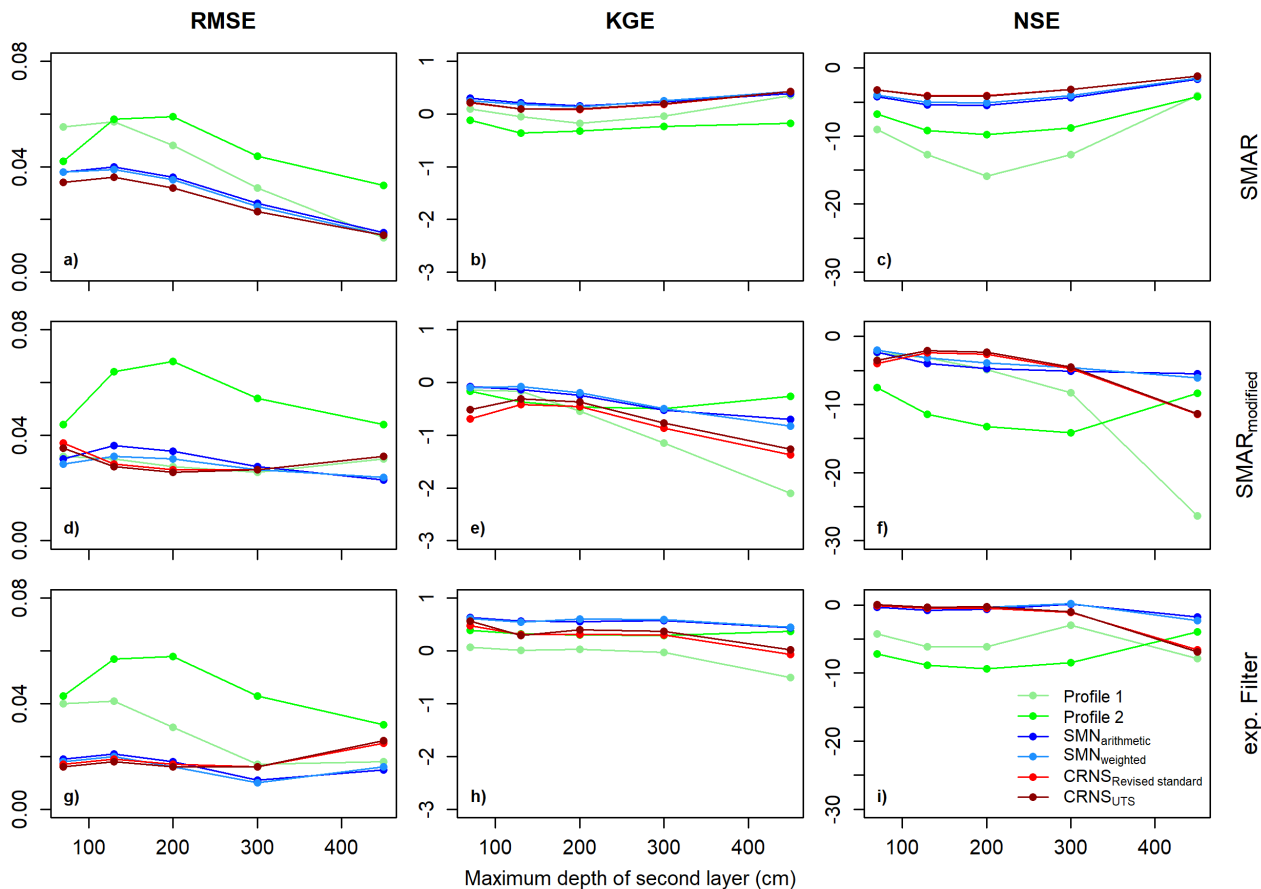 RMSE KGE NSE
0.00 0.04 0.08
a)
-3 -2 -1 0 1
b)
-30 -20 -10 0
c)
SMAR
0.00 0.04 0.08
d)
-3 -2 -1 0 1
e)
-30 -20 -10 0
f)
SMARmodified
0.00 0.04 0.08
g)
-3 -2 -1 0 1
h)
-30 -20 -10 0
i)
Profile 1
Profile 2
SMNarithmetic
SMNweighted
CRNSRevised standard
CRNSUTS
exp. Filter
100 200 300 400 100 200 300 400 100 200 300 400
Maximum depth of second layer (cm)